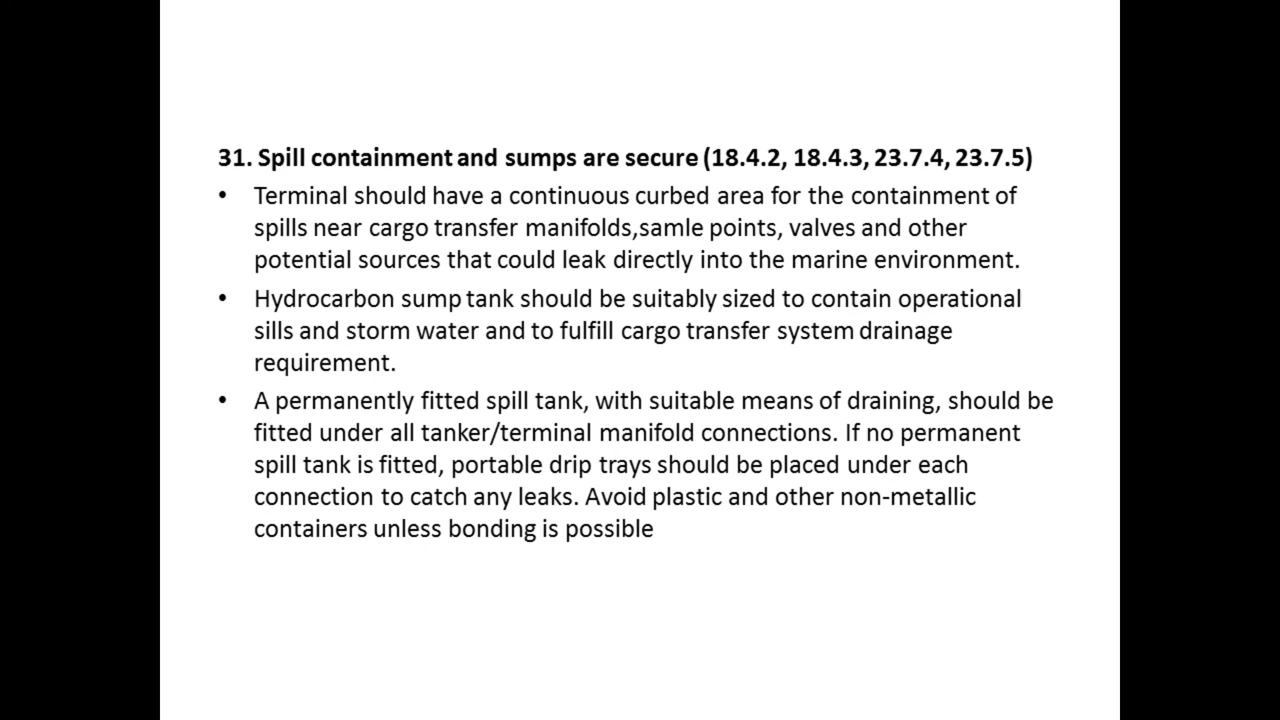 31. Spill containment and sumps are secure (18.4.2, 18.4.3, 23.7.4, 23.7.5)
• Terminal should have a continuous curbed area for the containment of
spills near cargo transfer manifolds,samle points, valves and other
potential sources that could leak directly into the marine environment.
• Hydrocarbon sump tank should be suitably sized to contain operational
sills and storm water and to fulfill cargo transfer system drainage
requirement.
• A permanently fitted spill tank, with suitable means of draining, should be
fitted under all tanker/terminal manifold connections. If no permanent
spill tank is fitted, portable drip trays should be placed under each
connection to catch any leaks. Avoid plastic and other non-metallic
containers unless bonding is possible